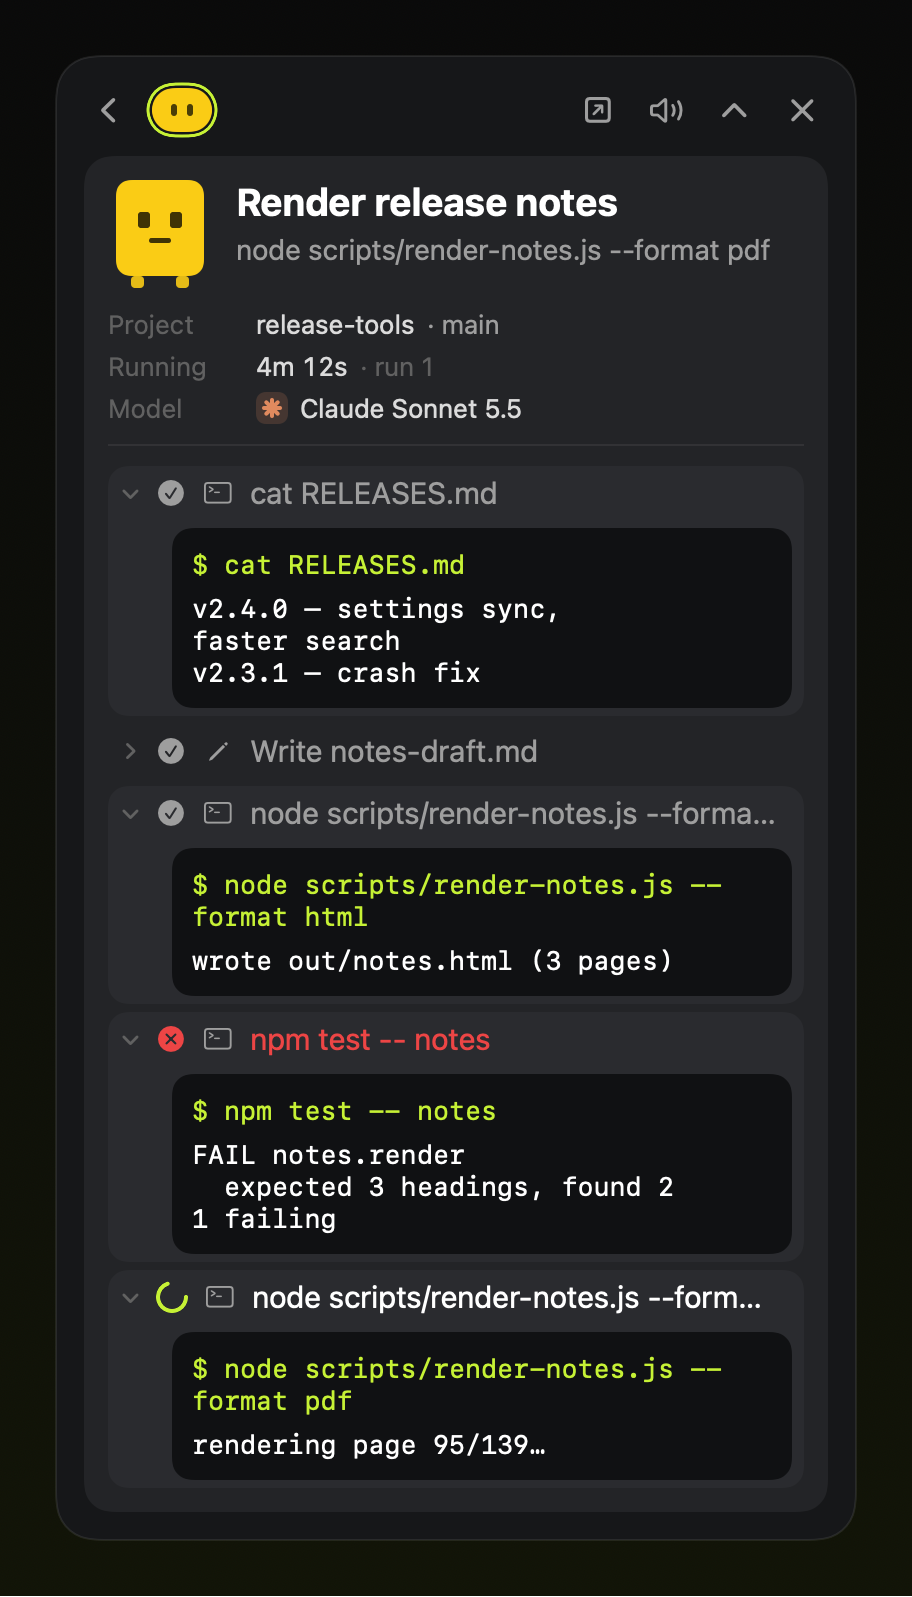 Render release notes
node scripts/render-notes.js --format pdf
Project release-tools · main
Running 4m 12s · run 1
Model Claude Sonnet 5.5
cat RELEASES.md
$ cat RELEASES.md
v2.4.0 — settings sync,
faster search
v2.3.1 — crash fix
Write notes-draft.md
node scripts/render-notes.js --forma...
$ node scripts/render-notes.js --
format html
wrote out/notes.html (3 pages)
npm test -- notes
$ npm test -- notes
FAIL notes.render
  expected 3 headings, found 2
1 failing
node scripts/render-notes.js --form...
$ node scripts/render-notes.js --
format pdf
rendering page 95/139…